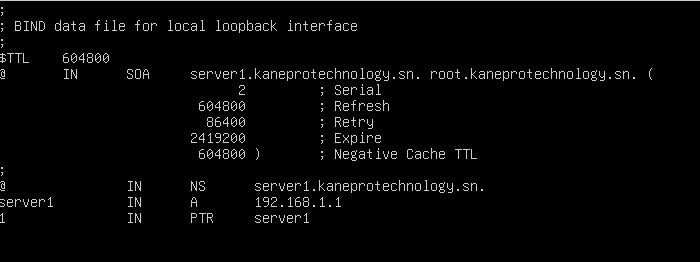 ;
; BIND data file for local loopback interface
;
$TTL    604800
@       IN      SOA     server1.kaneprotechnology.sn. root.kaneprotechnology.sn. (
                              2         ; Serial
                         604800         ; Refresh
                          86400         ; Retry
                        2419200         ; Expire
                         604800 )       ; Negative Cache TTL
;
@               IN      NS      server1.kaneprotechnology.sn.
server1         IN      A       192.168.1.1
1               IN      PTR     server1